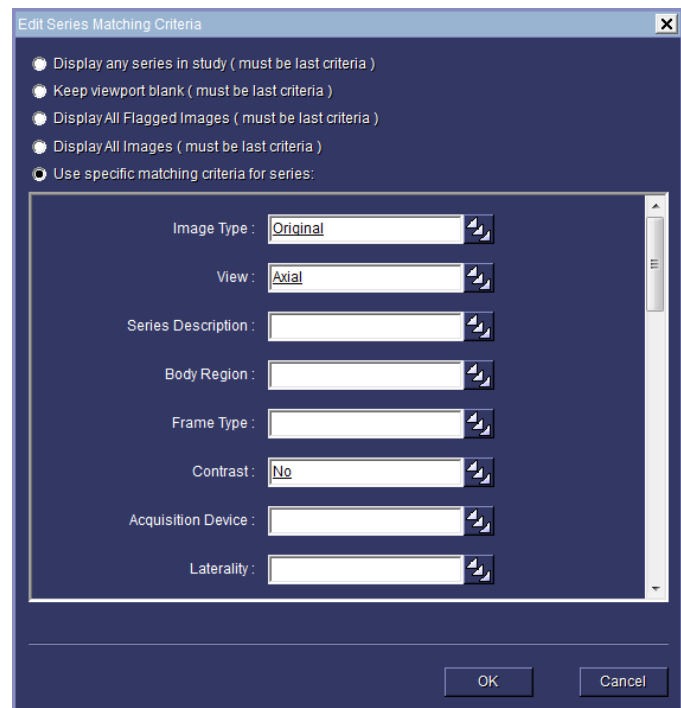 Edit Series Matching Criteria
Display any series in study ( must be last criteria )
Keep viewport blank ( must be last criteria )
Display All Flagged Images ( must be last criteria )
Display All Images ( must be last criteria )
Use specific matching criteria for series:
Image Type : Original
View : Axial
Series Description :
Body Region :
Frame Type :
Contrast : No
Acquisition Device :
Laterality :
OK Cancel